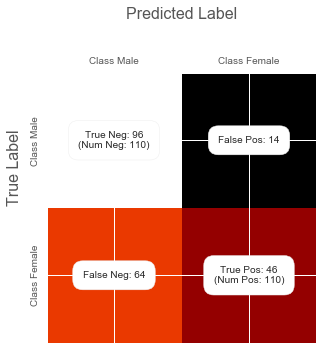 Predicted Label
Class Male
Class Female
True Label
Class Male
True Neg: 96
(Num Neg: 110)
False Pos: 14
Class Female
False Neg: 64
True Pos: 46
(Num Pos: 110)